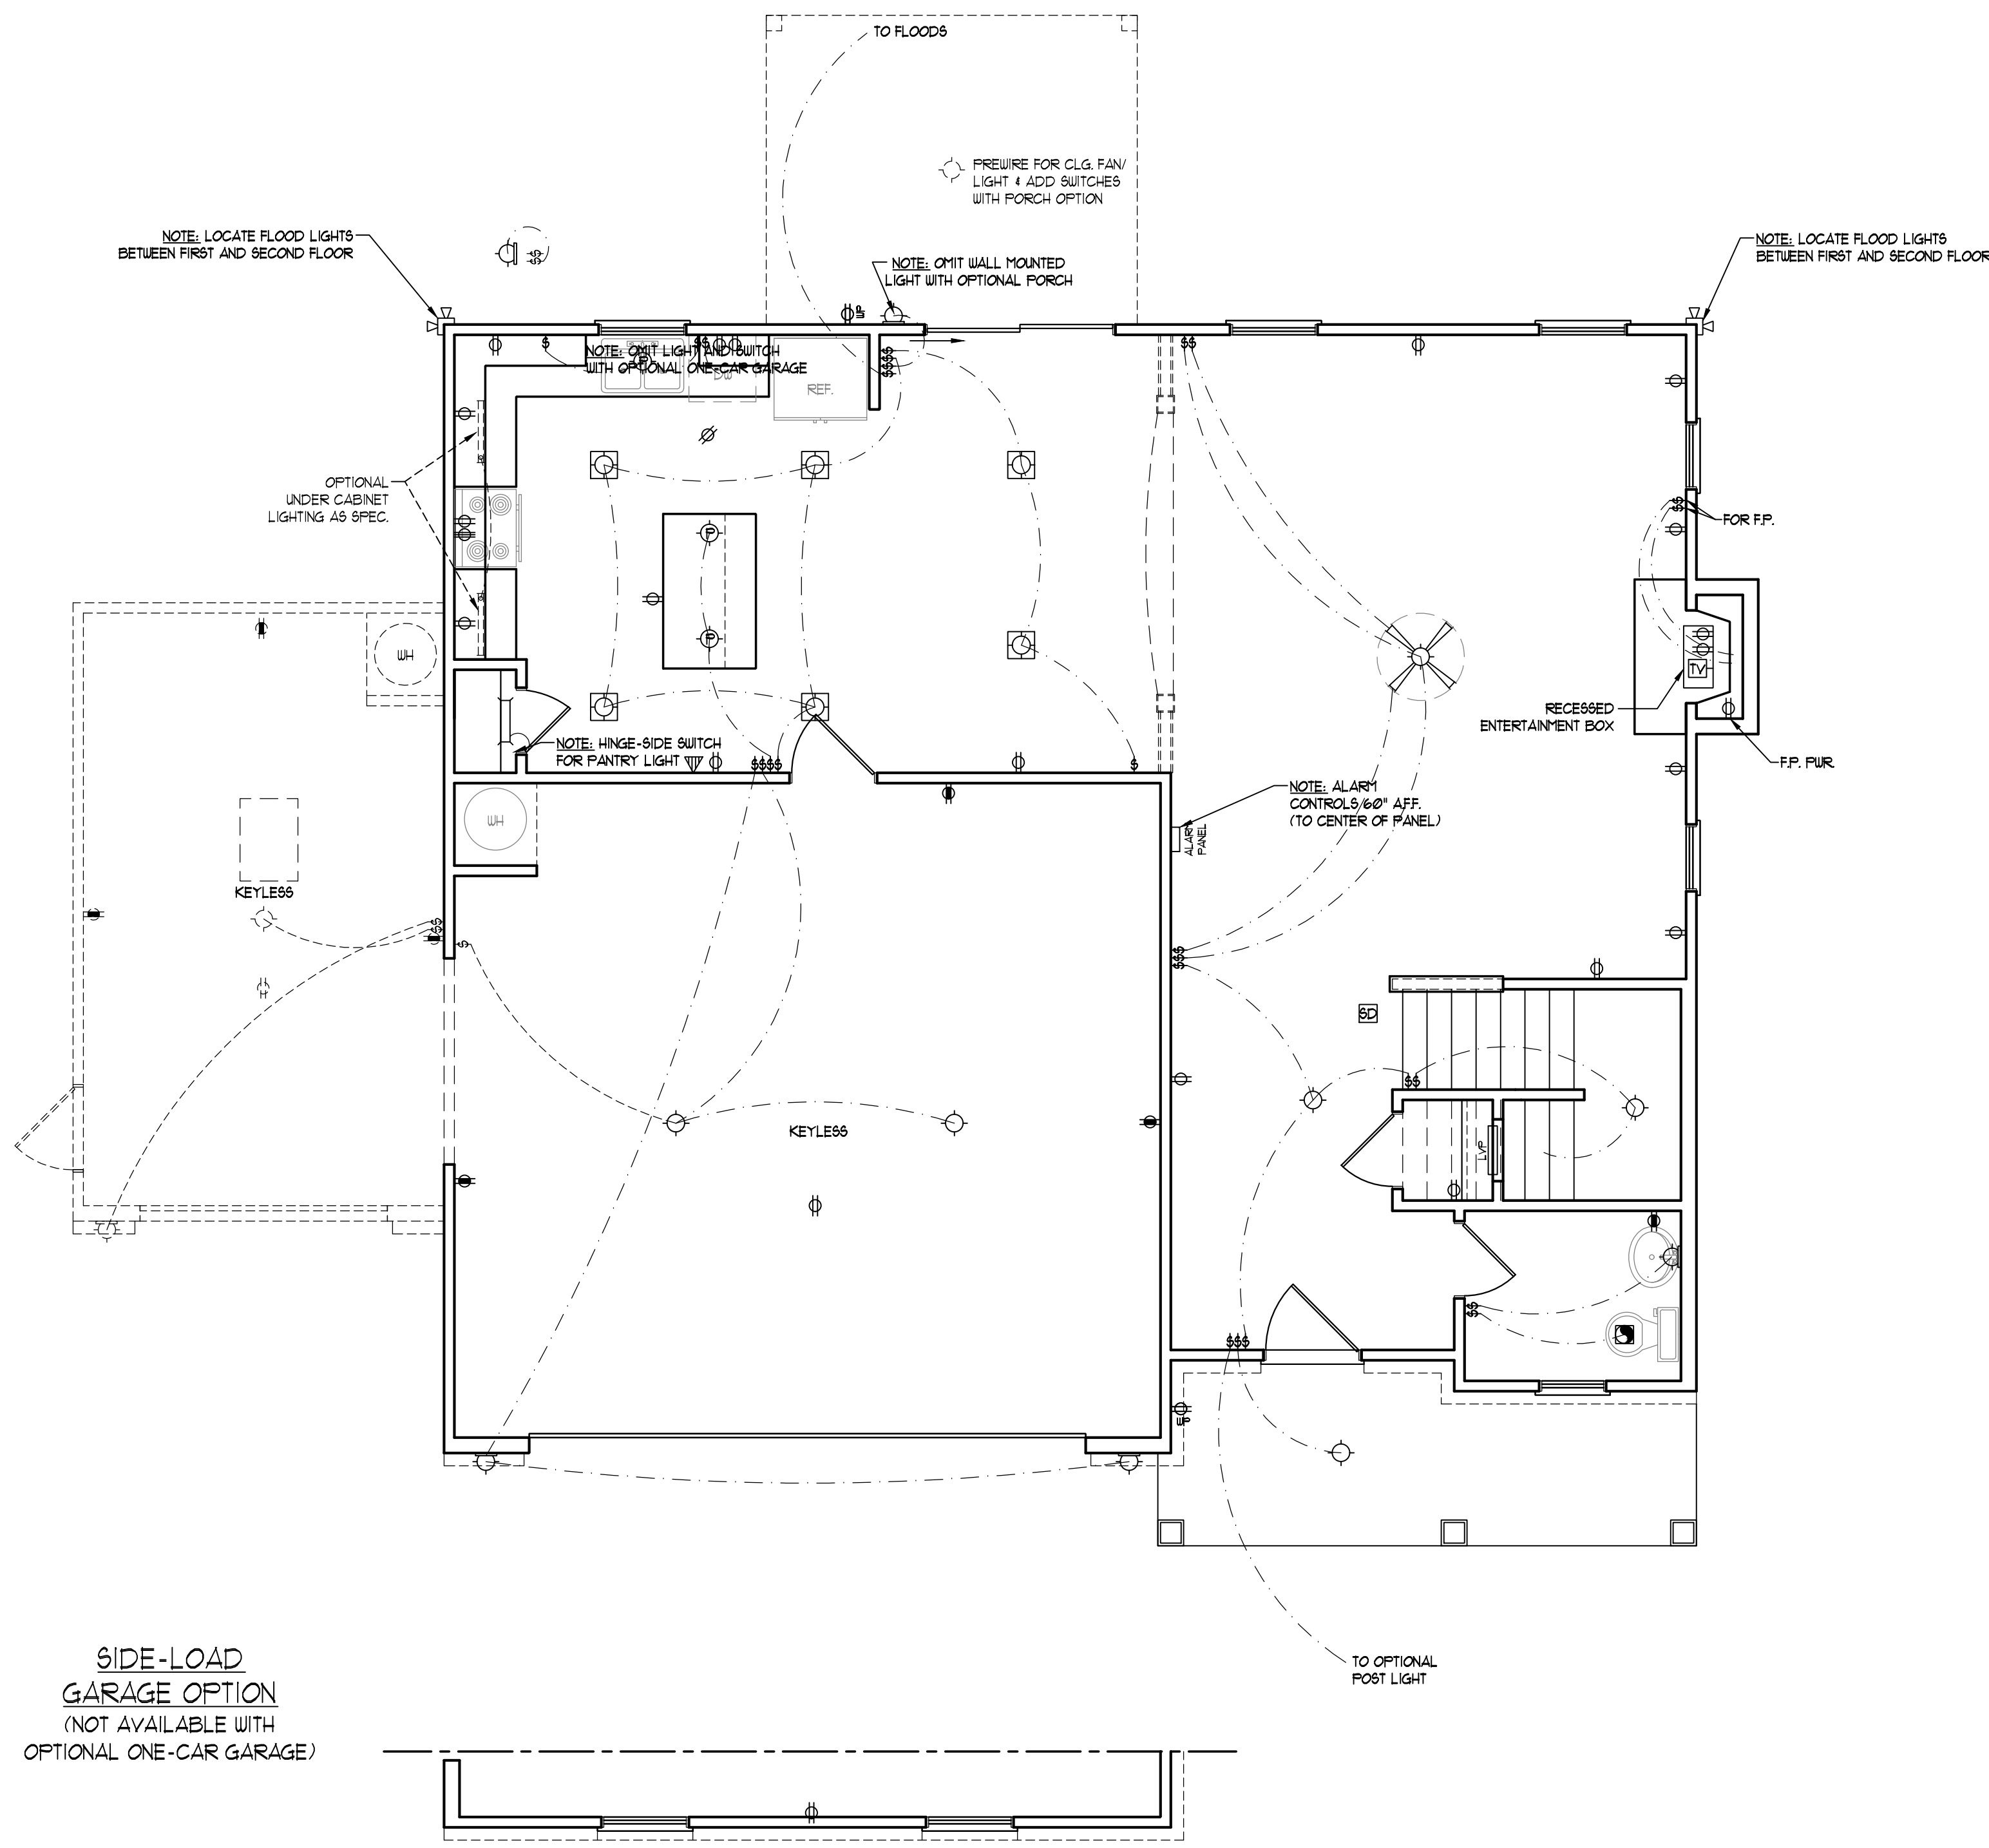 TO FLOODS
PREWIRE FOR CLG. FAN/
LIGHT & ADD SWITCHES
WITH PORCH OPTION
NOTE: LOCATE FLOOD LIGHTS
BETWEEN FIRST AND SECOND FLOOR
NOTE: OMIT WALL MOUNTED
LIGHT WITH OPTIONAL PORCH
NOTE: LOCATE FLOOD LIGHTS
BETWEEN FIRST AND SECOND FLOOR
$$
WP
$
$$
$$$$
$$
NOTE: OMIT LIGHT AND SWITCH
WITH OPTIONAL ONE-CAR GARAGE
DW
REF.
OPTIONAL
UNDER CABINET
LIGHTING AS SPEC.
$$
FOR F.P.
P
P
P
WH
TV
RECESSED
ENTERTAINMENT BOX
F.P. PWR.
NOTE: HINGE-SIDE SWITCH
FOR PANTRY LIGHT
$$$$
$
NOTE: ALARM
CONTROLS 60" A.F.F.
(TO CENTER OF PANEL)
ALARM
PANEL
WH
KEYLESS
$$
$
$$$
SD
$$
KEYLESS
LVP
$$
$$$
WP
TO OPTIONAL
POST LIGHT
SIDE-LOAD
GARAGE OPTION
(NOT AVAILABLE WITH
OPTIONAL ONE-CAR GARAGE)